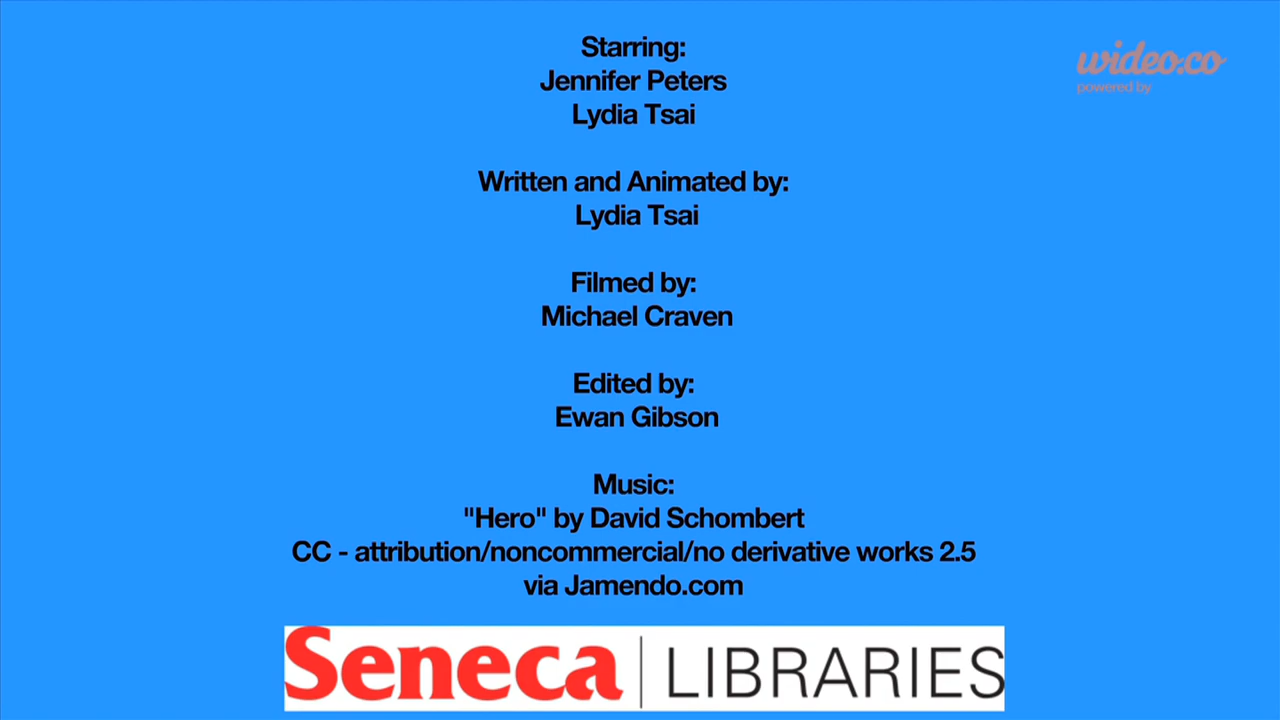 Starring:
Jennifer Peters
Lydia Tsai
Written and Animated by:
Lydia Tsai
Filmed by:
Michael Craven
Edited by:
Ewan Gibson
Music:
"Hero" by David Schombert
CC - attribution/noncommercial/no derivative works 2.5
via Jamendo.com
Seneca | LIBRARIES
wideo.co
powered by